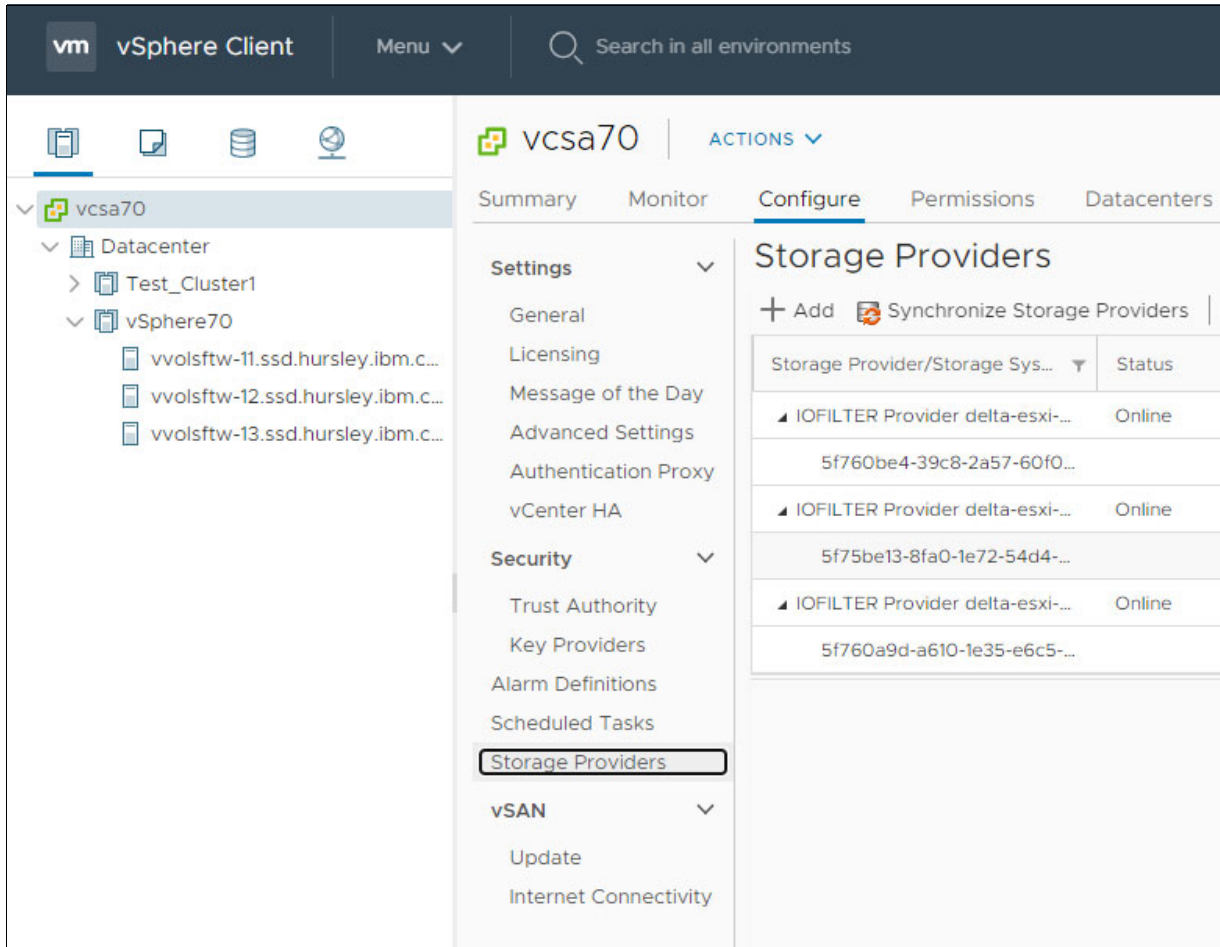 vm vSphere Client Menu Search in all environments
vcsa70
Datacenter
Test_Cluster1
vSphere70
vvolsftw-11.ssd.hursley.ibm.c...
vvolsftw-12.ssd.hursley.ibm.c...
vvolsftw-13.ssd.hursley.ibm.c...
vcsa70 ACTIONS
Summary Monitor Configure Permissions Datacenters
Settings
General
Licensing
Message of the Day
Advanced Settings
Authentication Proxy
vCenter HA
Security
Trust Authority
Key Providers
Alarm Definitions
Scheduled Tasks
Storage Providers
vSAN
Update
Internet Connectivity
Storage Providers
Add Synchronize Storage Providers
Storage Provider/Storage Sys... Status
IOFILTER Provider delta-esxi-... Online
5f760be4-39c8-2a57-60f0...
IOFILTER Provider delta-esxi-... Online
5f75be13-8fa0-1e72-54d4-...
IOFILTER Provider delta-esxi-... Online
5f760a9d-a610-1e35-e6c5-...